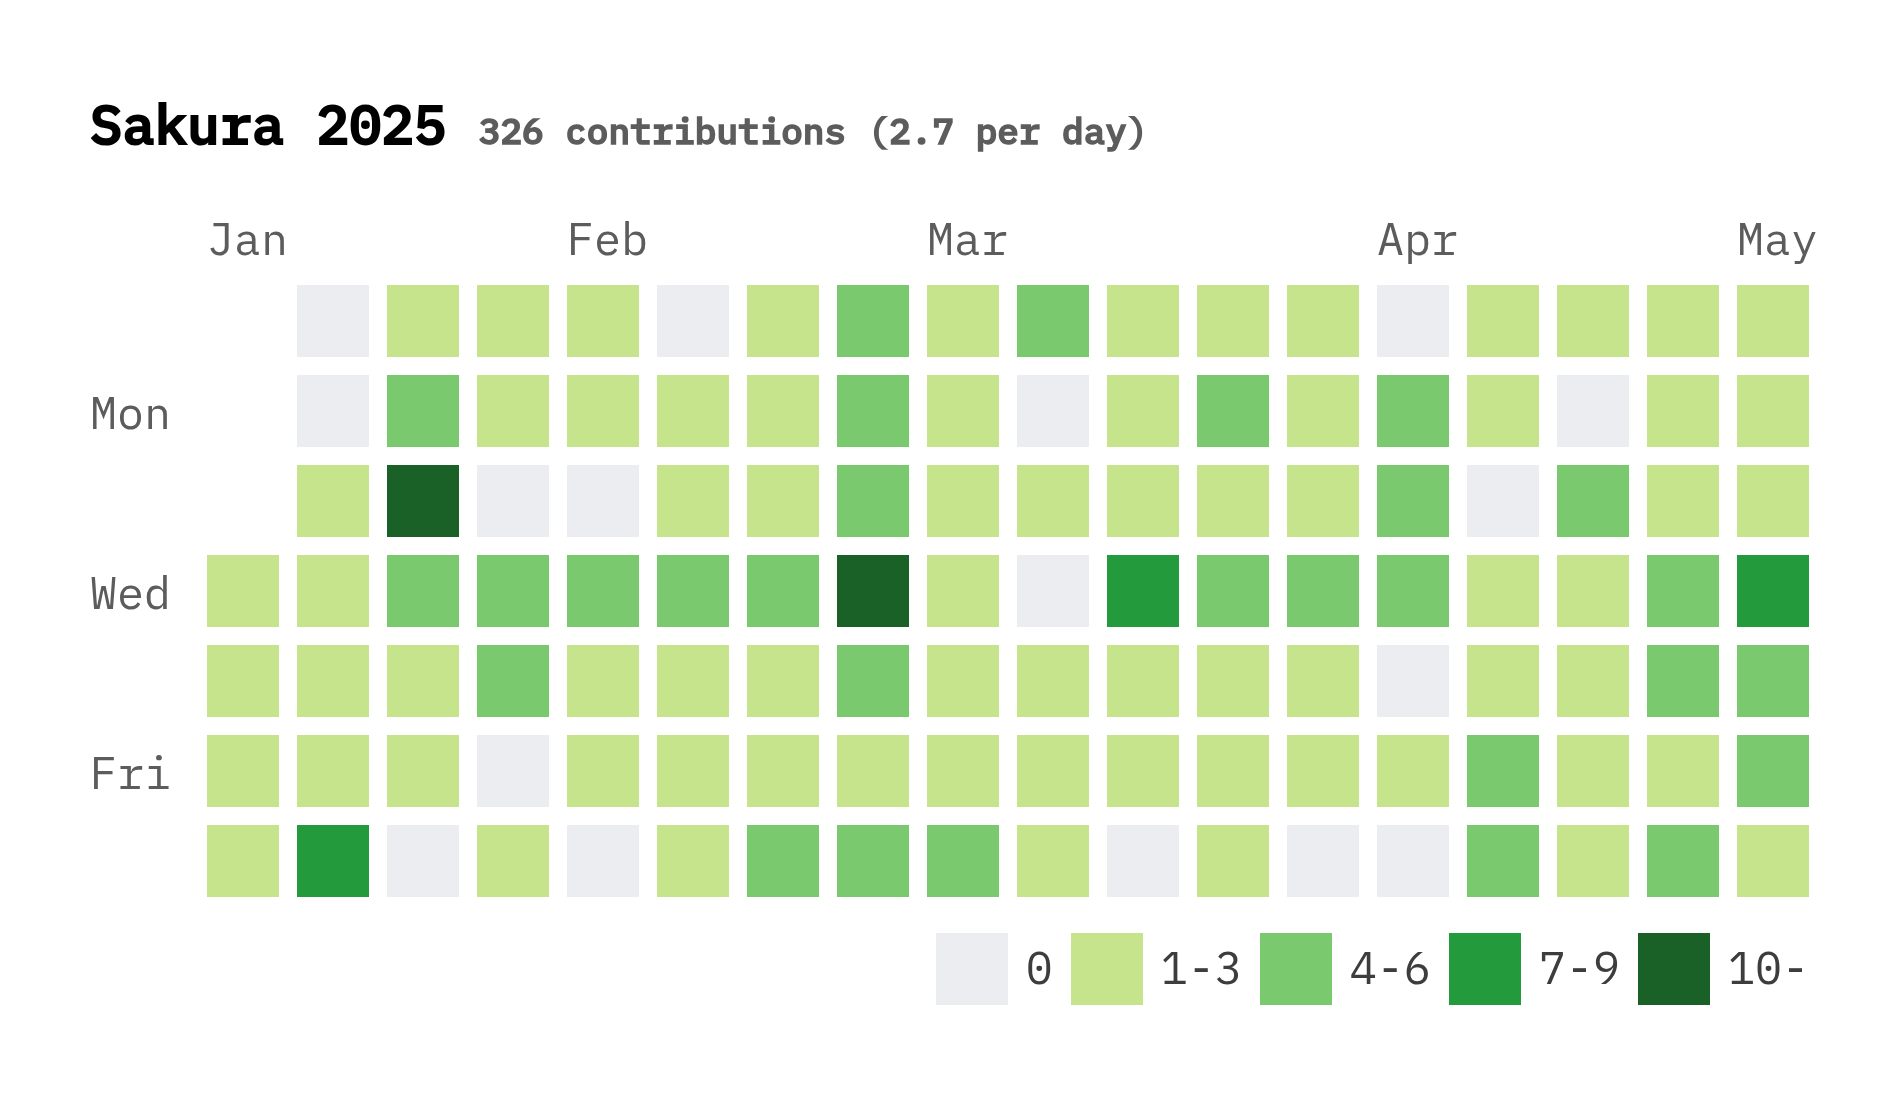 Sakura 2025 326 contributions (2.7 per day)
Jan Feb Mar Apr May
Mon
Wed
Fri
0 1-3 4-6 7-9 10-